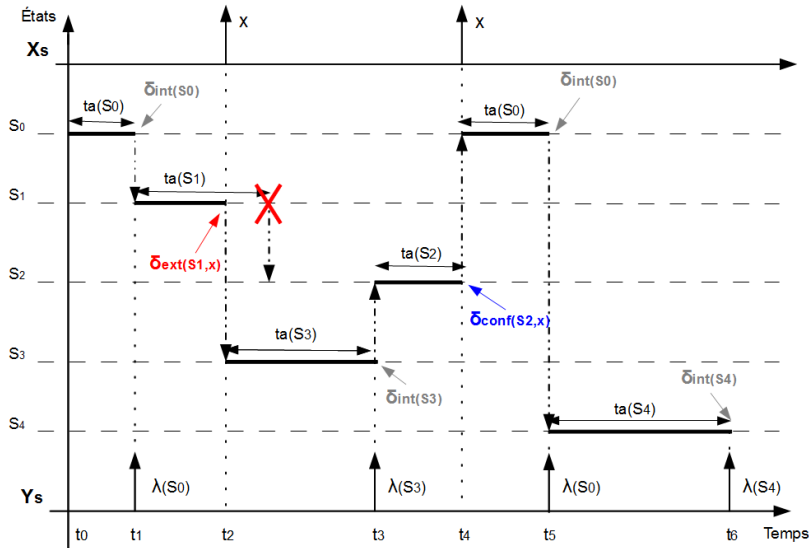 États
x
x
Xs
ta(S0)
δint(S0)
ta(S0)
δint(S0)
S0
ta(S1)
S1
δext(S1,x)
ta(S2)
S2
δconf(S2,x)
ta(S3)
S3
δint(S3)
δint(S4)
ta(S4)
S4
λ(S0)
λ(S3)
λ(S0)
λ(S4)
Ys
t0
t1
t2
t3
t4
t5
t6
Temps